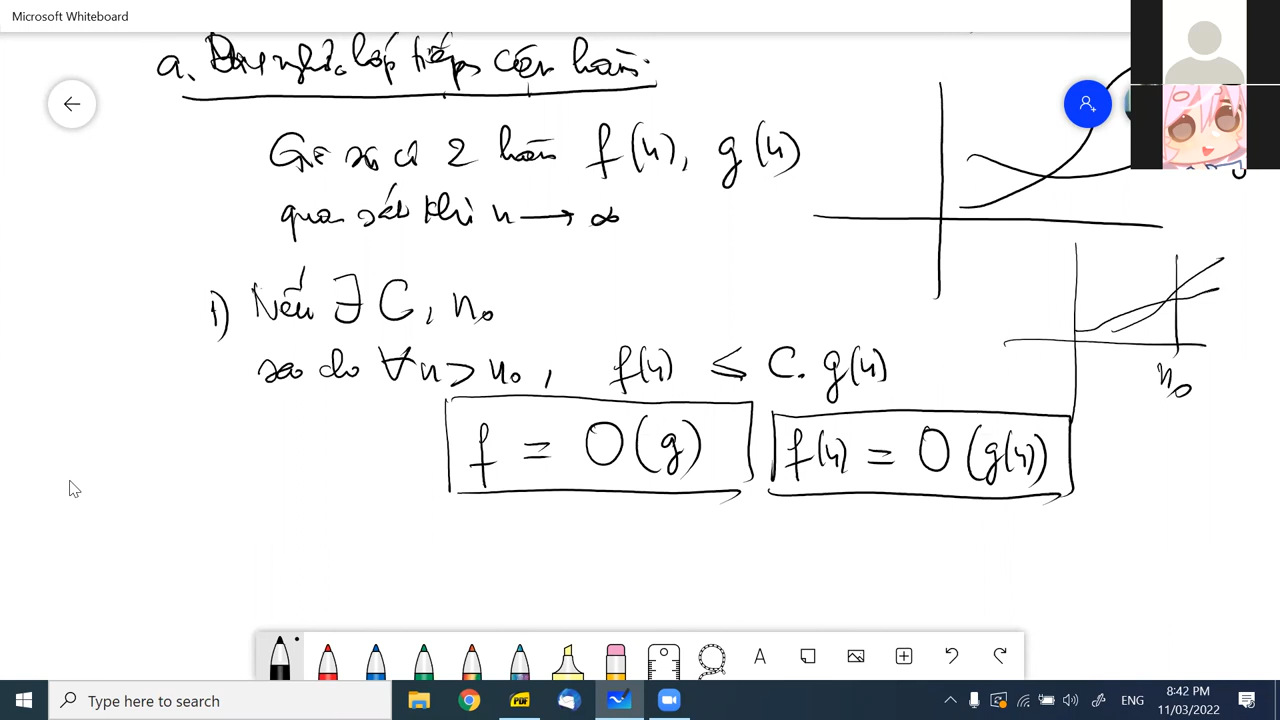 Microsoft Whiteboard
a. Định nghĩa lớp tiệm cận hàm.
Giả sử có 2 hàm f(n), g(n)
quan sát khi n → ∞
1) Nếu ∃ C, n₀
sao cho ∀n > n₀, f(n) ≤ C. g(n)
n₀
f = O(g) f(n) = O(g(n))
Type here to search
ENG
8:42 PM
11/03/2022